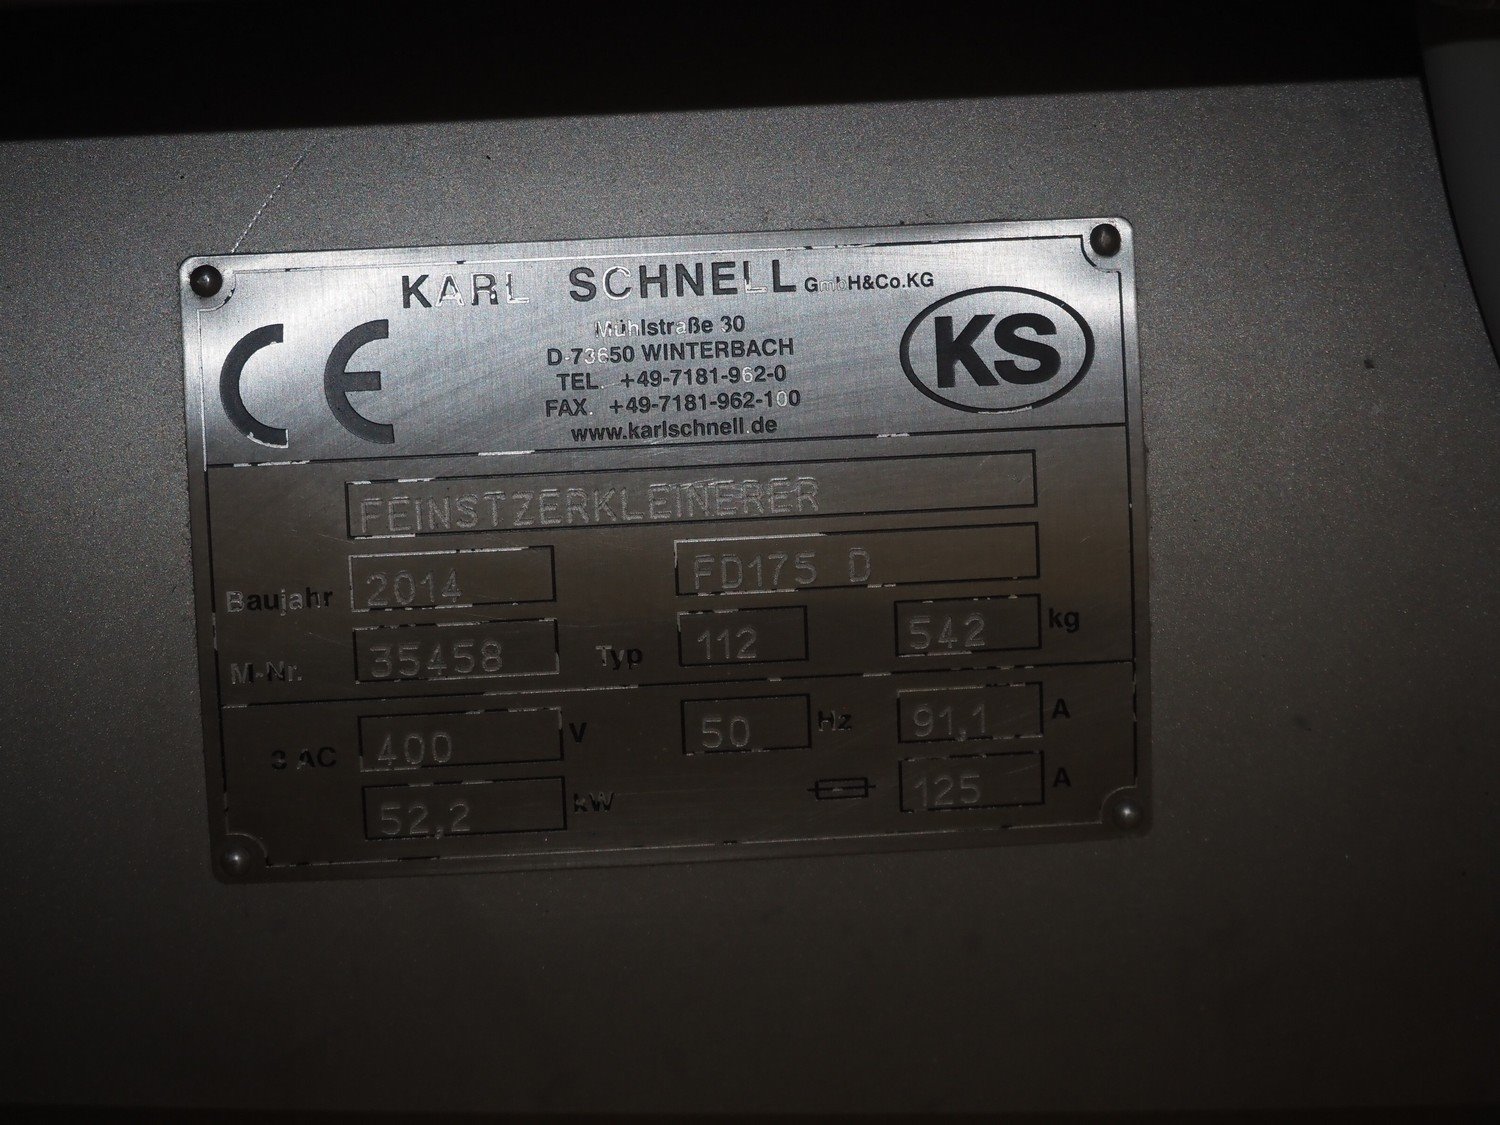 KARL SCHNELL GmbH&Co.KG
Mühlstraße 30
D-73650 WINTERBACH
TEL. +49-7181-962-0
FAX. +49-7181-962-100
www.karlschnell.de
CE
KS
FEINSTZERKLEINERER
Baujahr 2014 FD175 D
M-Nr. 35458 Typ 112 542 kg
3 AC 400 V 50 Hz 91,1 A
52,2 kW 125 A